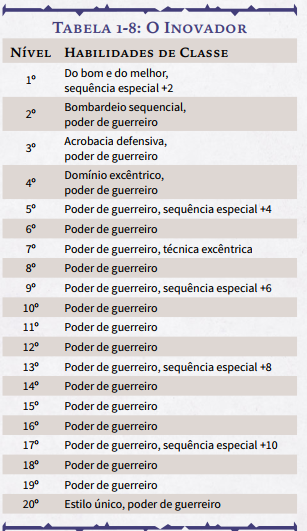 Tabela 1-8: O Inovador
Nível Habilidades de Classe
1º Do bom e do melhor,
sequência especial +2
2º Bombardeio sequencial,
poder de guerreiro
3º Acrobacia defensiva,
poder de guerreiro
4º Domínio excêntrico,
poder de guerreiro
5º Poder de guerreiro, sequência especial +4
6º Poder de guerreiro
7º Poder de guerreiro, técnica excêntrica
8º Poder de guerreiro
9º Poder de guerreiro, sequência especial +6
10º Poder de guerreiro
11º Poder de guerreiro
12º Poder de guerreiro
13º Poder de guerreiro, sequência especial +8
14º Poder de guerreiro
15º Poder de guerreiro
16º Poder de guerreiro
17º Poder de guerreiro, sequência especial +10
18º Poder de guerreiro
19º Poder de guerreiro
20º Estilo único, poder de guerreiro